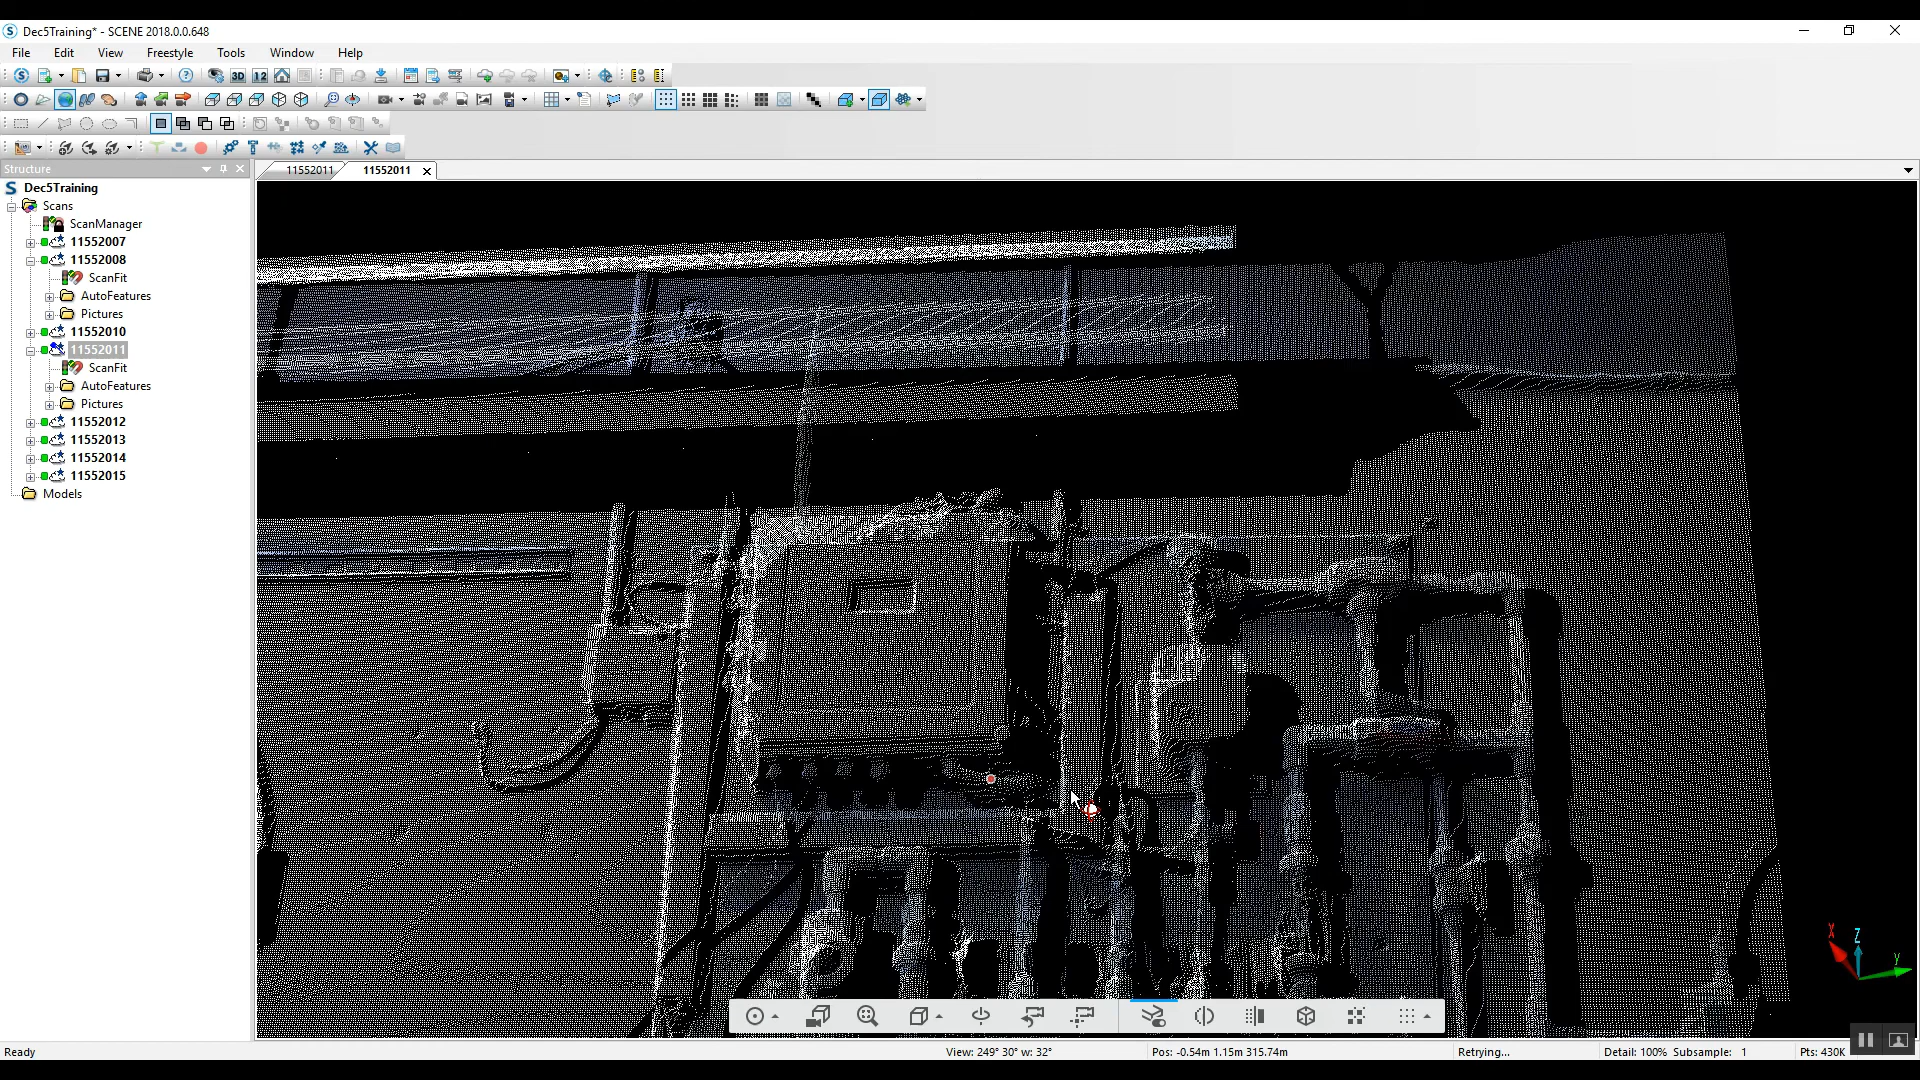 Dec5Training* - SCENE 2018.0.0.648
File Edit View Freestyle Tools Window Help
3D 12
Structure
11552011 11552011
S Dec5Training
Scans
ScanManager
11552007
11552008
ScanFit
AutoFeatures
Pictures
11552010
11552011
ScanFit
AutoFeatures
Pictures
11552012
11552013
11552014
11552015
Models
X Z y
Ready View: 249° 30° w: 32° Pos: -0.54m 1.15m 315.74m Retrying... Detail: 100% Subsample: 1 Pts: 430K